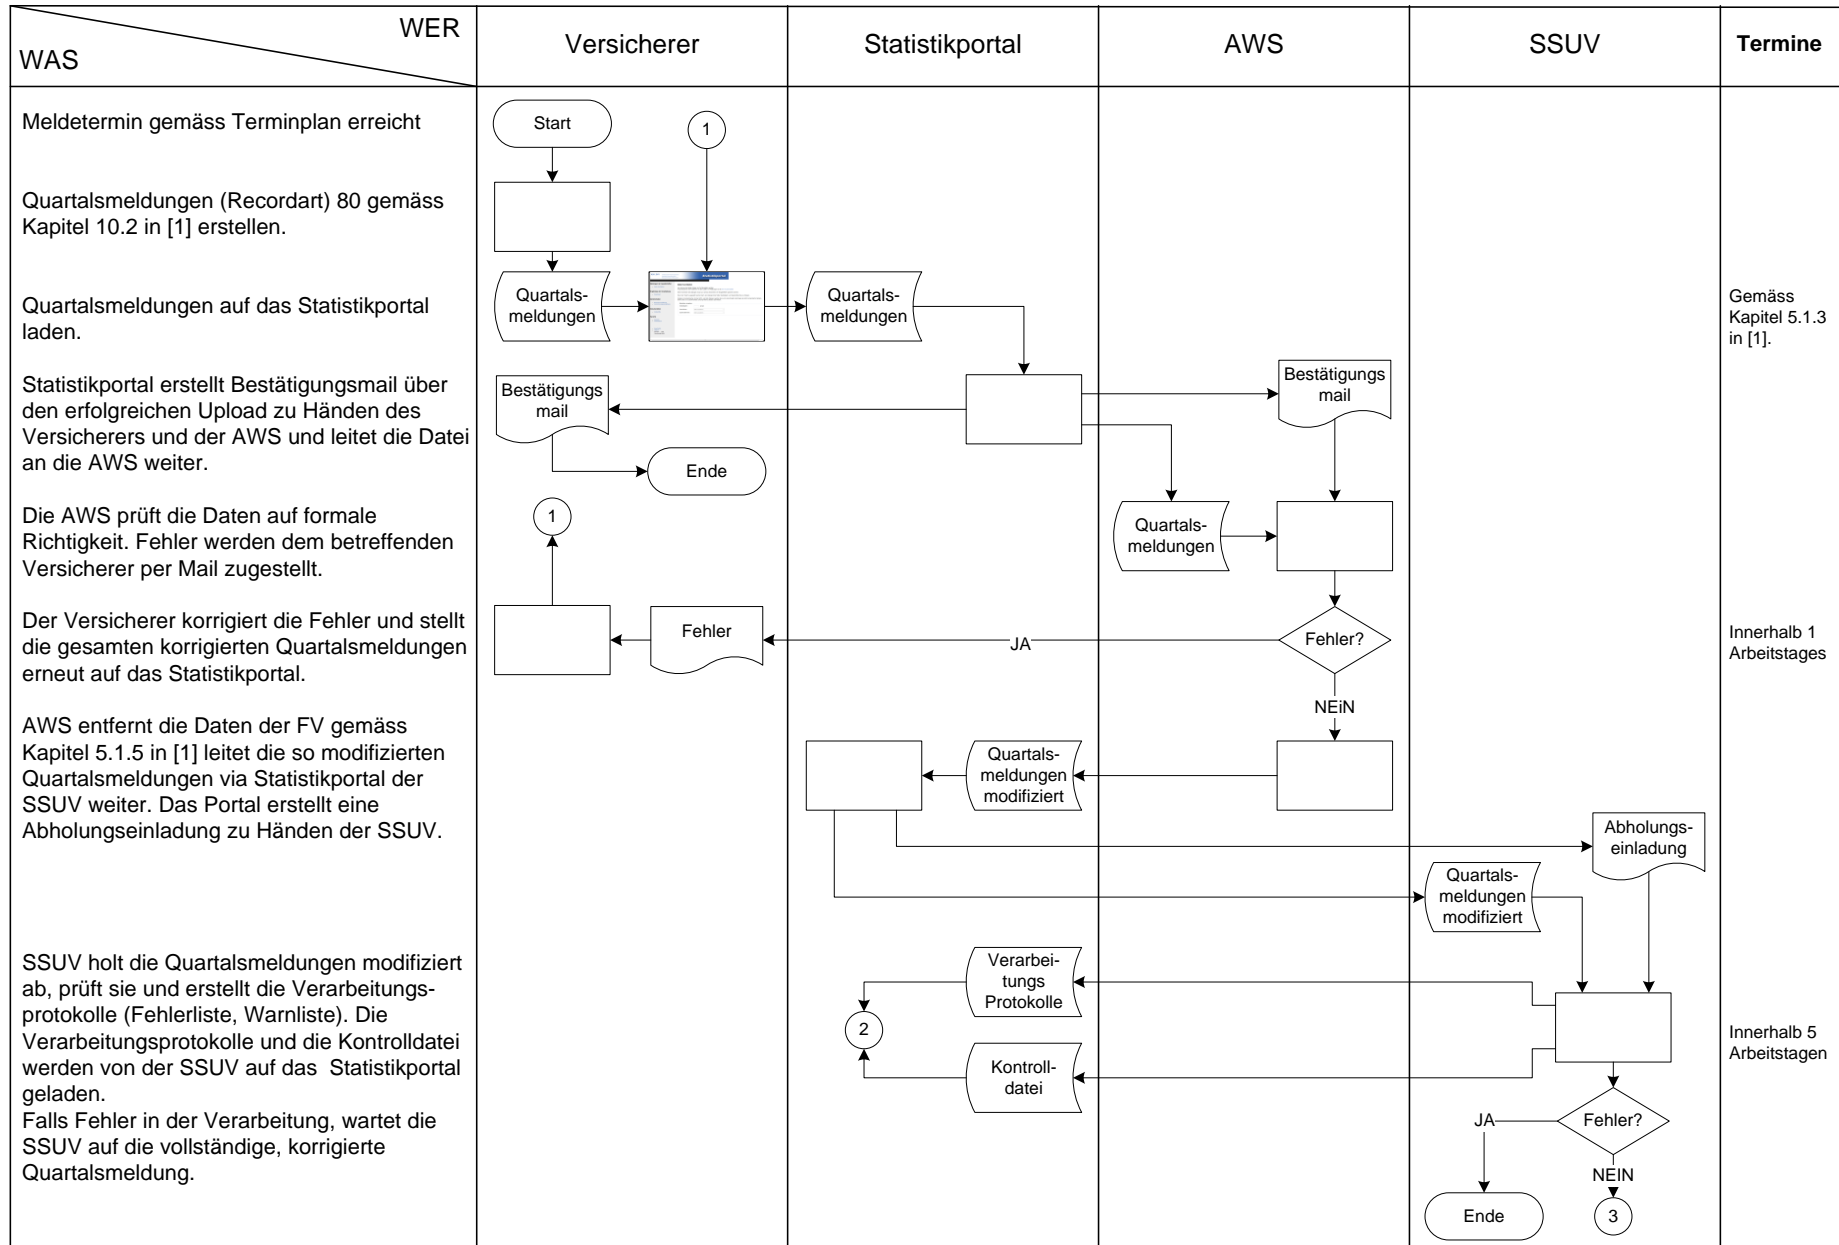 WER
WAS
Versicherer
Statistikportal
AWS
SSUV
Termine
Meldetermin gemäss Terminplan erreicht
Start
1
Quartalsmeldungen (Recordart) 80 gemäss
Kapitel 10.2 in [1] erstellen.
Quartalsmeldungen auf das Statistikportal
laden.
Quartals-
meldungen
Quartals-
meldungen
Gemäss
Kapitel 5.1.3
in [1].
Statistikportal erstellt Bestätigungsmail über
den erfolgreichen Upload zu Händen des
Versicherers und der AWS und leitet die Datei
an die AWS weiter.
Bestätigungs
mail
Bestätigungs
mail
Ende
Die AWS prüft die Daten auf formale
Richtigkeit. Fehler werden dem betreffenden
Versicherer per Mail zugestellt.
1
Quartals-
meldungen
Der Versicherer korrigiert die Fehler und stellt
die gesamten korrigierten Quartalsmeldungen
erneut auf das Statistikportal.
Fehler
JA
Fehler?
Innerhalb 1
Arbeitstages
NEiN
AWS entfernt die Daten der FV gemäss
Kapitel 5.1.5 in [1] leitet die so modifizierten
Quartalsmeldungen via Statistikportal der
SSUV weiter. Das Portal erstellt eine
Abholungseinladung zu Händen der SSUV.
Quartals-
meldungen
modifiziert
Abholungs-
einladung
Quartals-
meldungen
modifiziert
SSUV holt die Quartalsmeldungen modifiziert
ab, prüft sie und erstellt die Verarbeitungs-
protokolle (Fehlerliste, Warnliste). Die
Verarbeitungsprotokolle und die Kontrolldatei
werden von der SSUV auf das  Statistikportal
geladen.
Falls Fehler in der Verarbeitung, wartet die
SSUV auf die vollständige, korrigierte
Quartalsmeldung.
Verarbei-
tungs
Protokolle
2
Kontroll-
datei
Innerhalb 5
Arbeitstagen
JA
Fehler?
NEIN
Ende
3